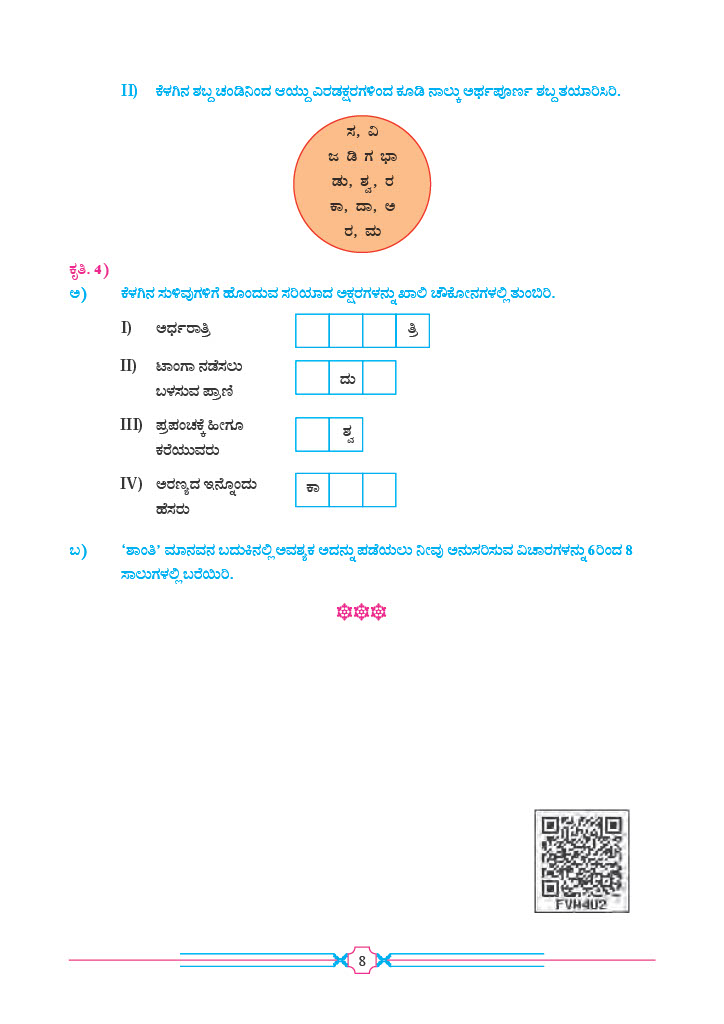 II) ಕೆಳಗಿನ ಶಬ್ದ ಚಂಡಿನಿಂದ ಆಯ್ದು ಎರಡಕ್ಷರಗಳಿಂದ ಕೂಡಿ ನಾಲ್ಕು ಅರ್ಥಪೂರ್ಣ ಶಬ್ದ ತಯಾರಿಸಿರಿ.
ಸ, ವಿ
ಜ ಡಿ ಗ ಭಾ
ಡು, ಶ್ವ, ರ
ಕಾ, ದಾ, ಅ
ರ, ಮ
ಕೃತಿ. 4)
ಅ) ಕೆಳಗಿನ ಸುಳಿವುಗಳಿಗೆ ಹೊಂದುವ ಸರಿಯಾದ ಅಕ್ಷರಗಳನ್ನು ಖಾಲಿ ಚೌಕೋನಗಳಲ್ಲಿ ತುಂಬಿರಿ.
I) ಅರ್ಧರಾತ್ರಿ ತ್ರಿ
II) ಟಾಂಗಾ ನಡೆಸಲು
ಬಳಸುವ ಪ್ರಾಣಿ ದು
III) ಪ್ರಪಂಚಕ್ಕೆ ಹೀಗೂ
ಕರೆಯುವರು ಶ್ವ
IV) ಅರಣ್ಯದ ಇನ್ನೊಂದು ಕಾ
ಹೆಸರು
ಬ) ‘ಶಾಂತಿ’ ಮಾನವನ ಬದುಕಿನಲ್ಲಿ ಅವಶ್ಯಕ ಅದನ್ನು ಪಡೆಯಲು ನೀವು ಅನುಸರಿಸುವ ವಿಚಾರಗಳನ್ನು 6ರಿಂದ 8
ಸಾಲುಗಳಲ್ಲಿ ಬರೆಯಿರಿ.
FVW4U2
8